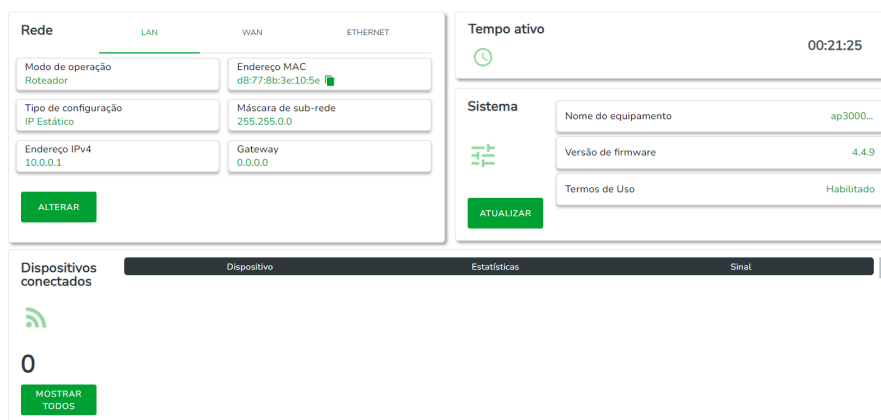 Rede
LAN
WAN
ETHERNET
Modo de operação
Roteador
Endereço MAC
d8:77:8b:3e:10:5e
Tipo de configuração
IP Estático
Máscara de sub-rede
255.255.0.0
Endereço IPv4
10.0.0.1
Gateway
0.0.0.0
ALTERAR
Tempo ativo
00:21:25
Sistema
Nome do equipamento
ap3000...
Versão de firmware
4.4.9
Termos de Uso
Habilitado
ATUALIZAR
Dispositivos
conectados
Dispositivo
Estatísticas
Sinal
0
MOSTRAR
TODOS